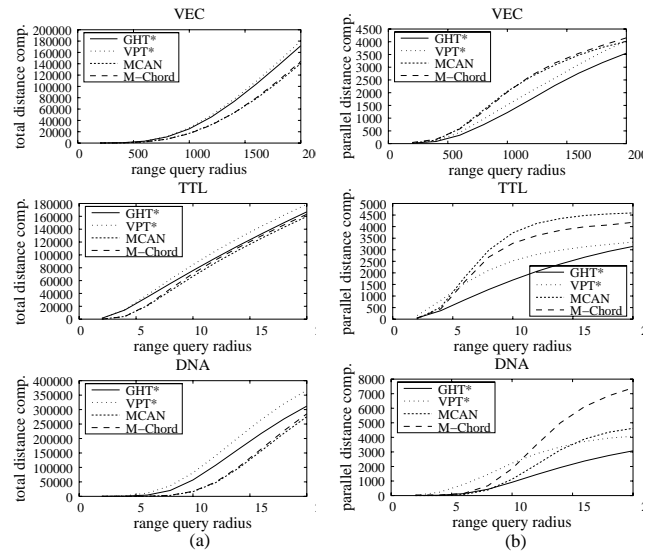 VEC
total distance comp.
200000
180000
160000
140000
120000
100000
80000
60000
40000
20000
0
GHT*
VPT*
MCAN
M−Chord
0 500 1000 1500 20
range query radius
VEC
parallel distance comp.
4500
4000
3500
3000
2500
2000
1500
1000
500
0
GHT*
VPT*
MCAN
M−Chord
0 500 1000 1500 200
range query radius
TTL
total distance comp.
180000
160000
140000
120000
100000
80000
60000
40000
20000
0
GHT*
VPT*
MCAN
M−Chord
0 5 10 15 2
range query radius
TTL
parallel distance comp.
5000
4500
4000
3500
3000
2500
2000
1500
1000
500
0
GHT*
VPT*
MCAN
M−Chord
0 5 10 15 20
range query radius
DNA
total distance comp.
400000
350000
300000
250000
200000
150000
100000
50000
0
GHT*
VPT*
MCAN
M−Chord
0 5 10 15
range query radius
(a)
DNA
parallel distance comp.
8000
7000
6000
5000
4000
3000
2000
1000
0
GHT*
VPT*
MCAN
M−Chord
0 5 10 15 20
range query radius
(b)